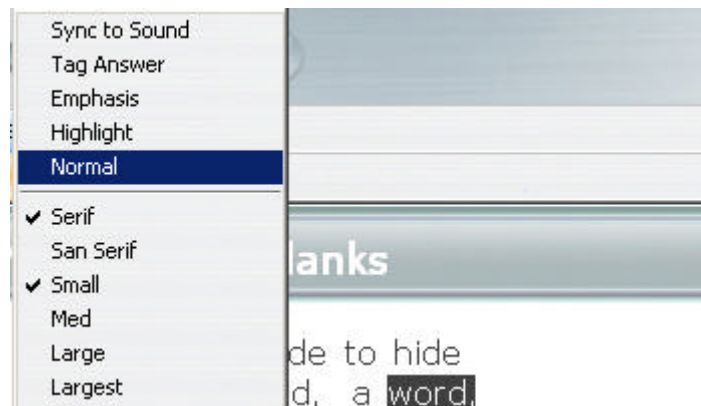 Sync to Sound
Tag Answer
Emphasis
Highlight
Normal
Serif
San Serif
Small
Med
Large
Largest
lanks
de to hide
d, a word,